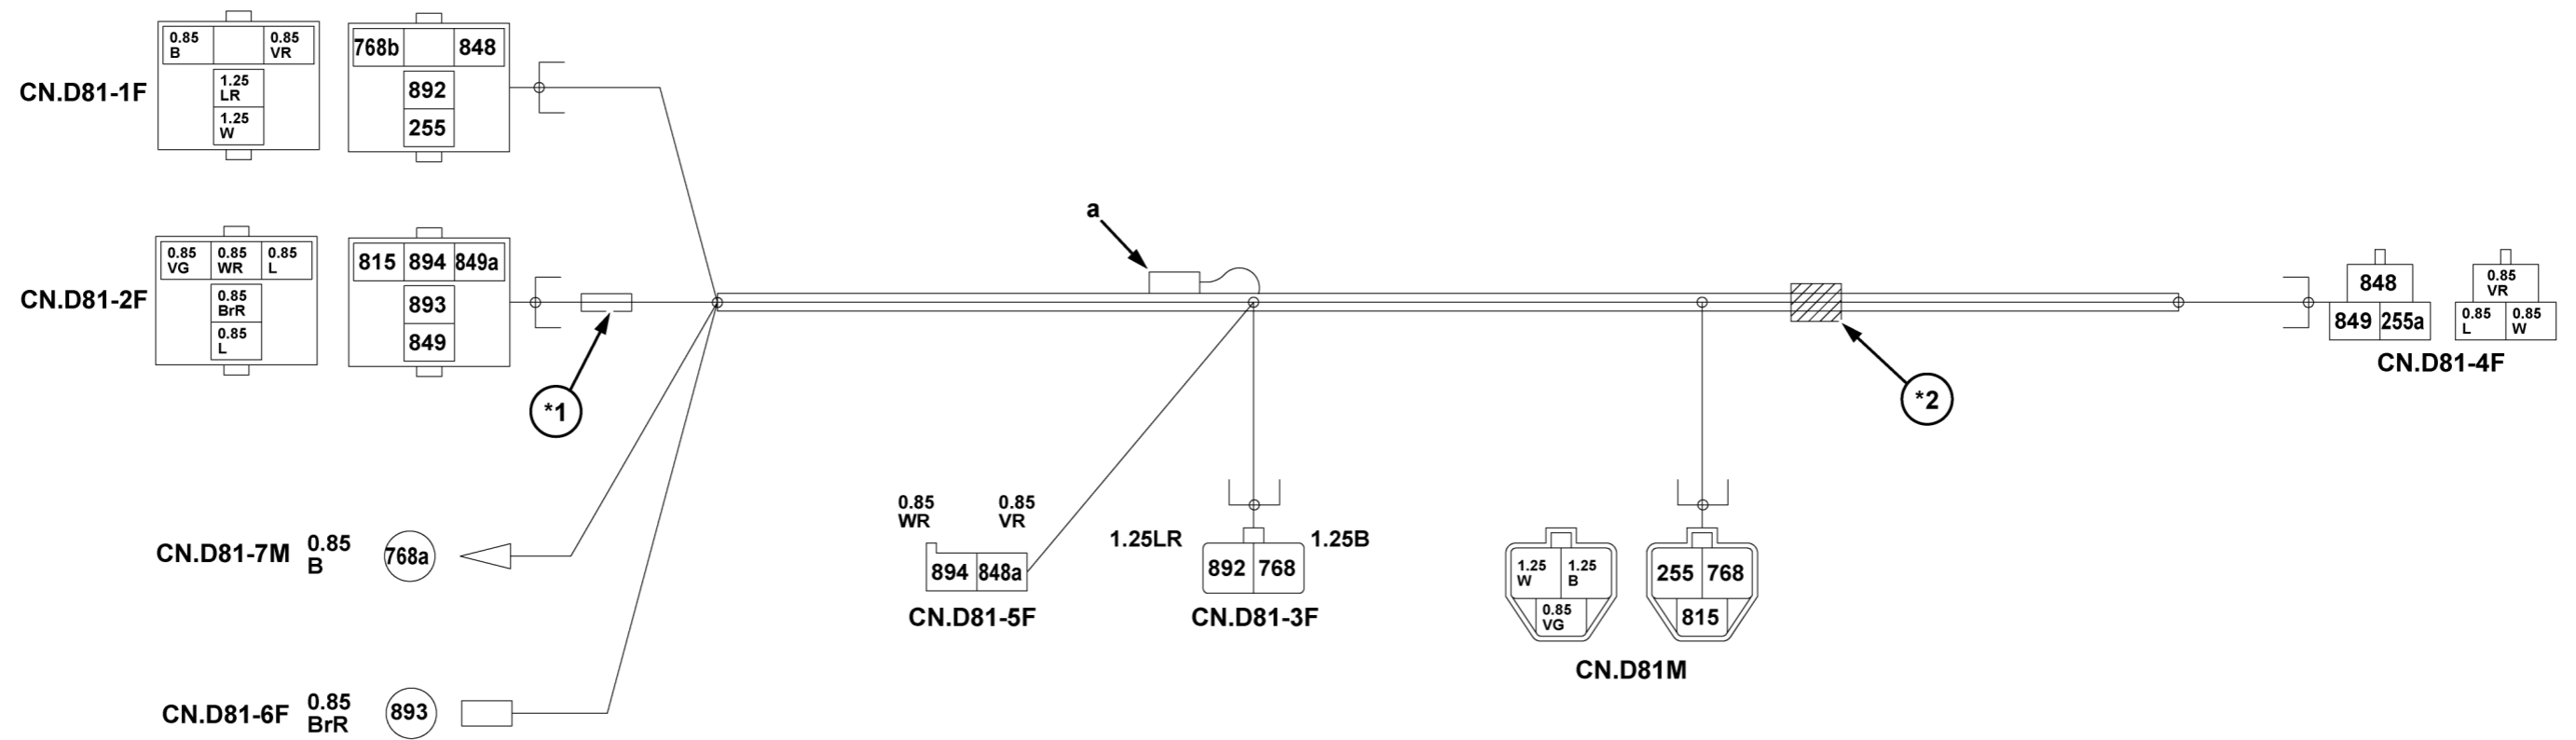 CN.D81-1F
0.85
B
0.85
VR
1.25
LR
1.25
W
768b
848
892
255
CN.D81-2F
0.85
VG
0.85
WR
0.85
L
0.85
BrR
0.85
L
815 894 849a
893
849
*1
a
*2
848
849 255a
0.85
VR
0.85
L
0.85
W
CN.D81-4F
CN.D81-7M
0.85
B
768a
CN.D81-6F
0.85
BrR
893
0.85
WR
0.85
VR
894 848a
CN.D81-5F
1.25LR
1.25B
892 768
CN.D81-3F
1.25
W
1.25
B
0.85
VG
255 768
815
CN.D81M